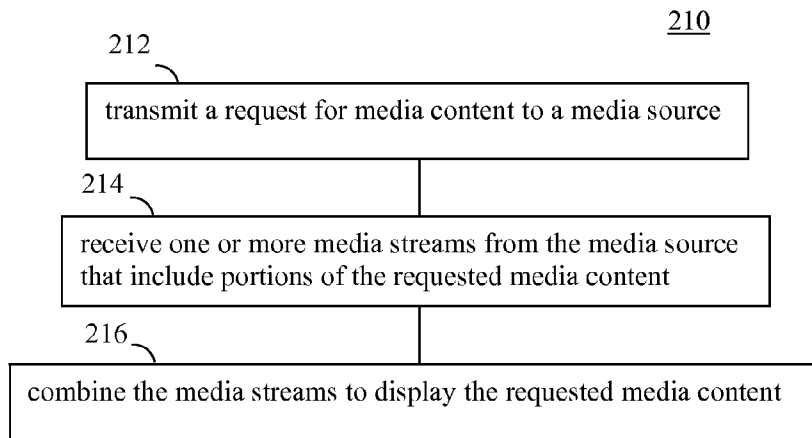 210
212
transmit a request for media content to a media source
214
receive one or more media streams from the media source
that include portions of the requested media content
216
combine the media streams to display the requested media content